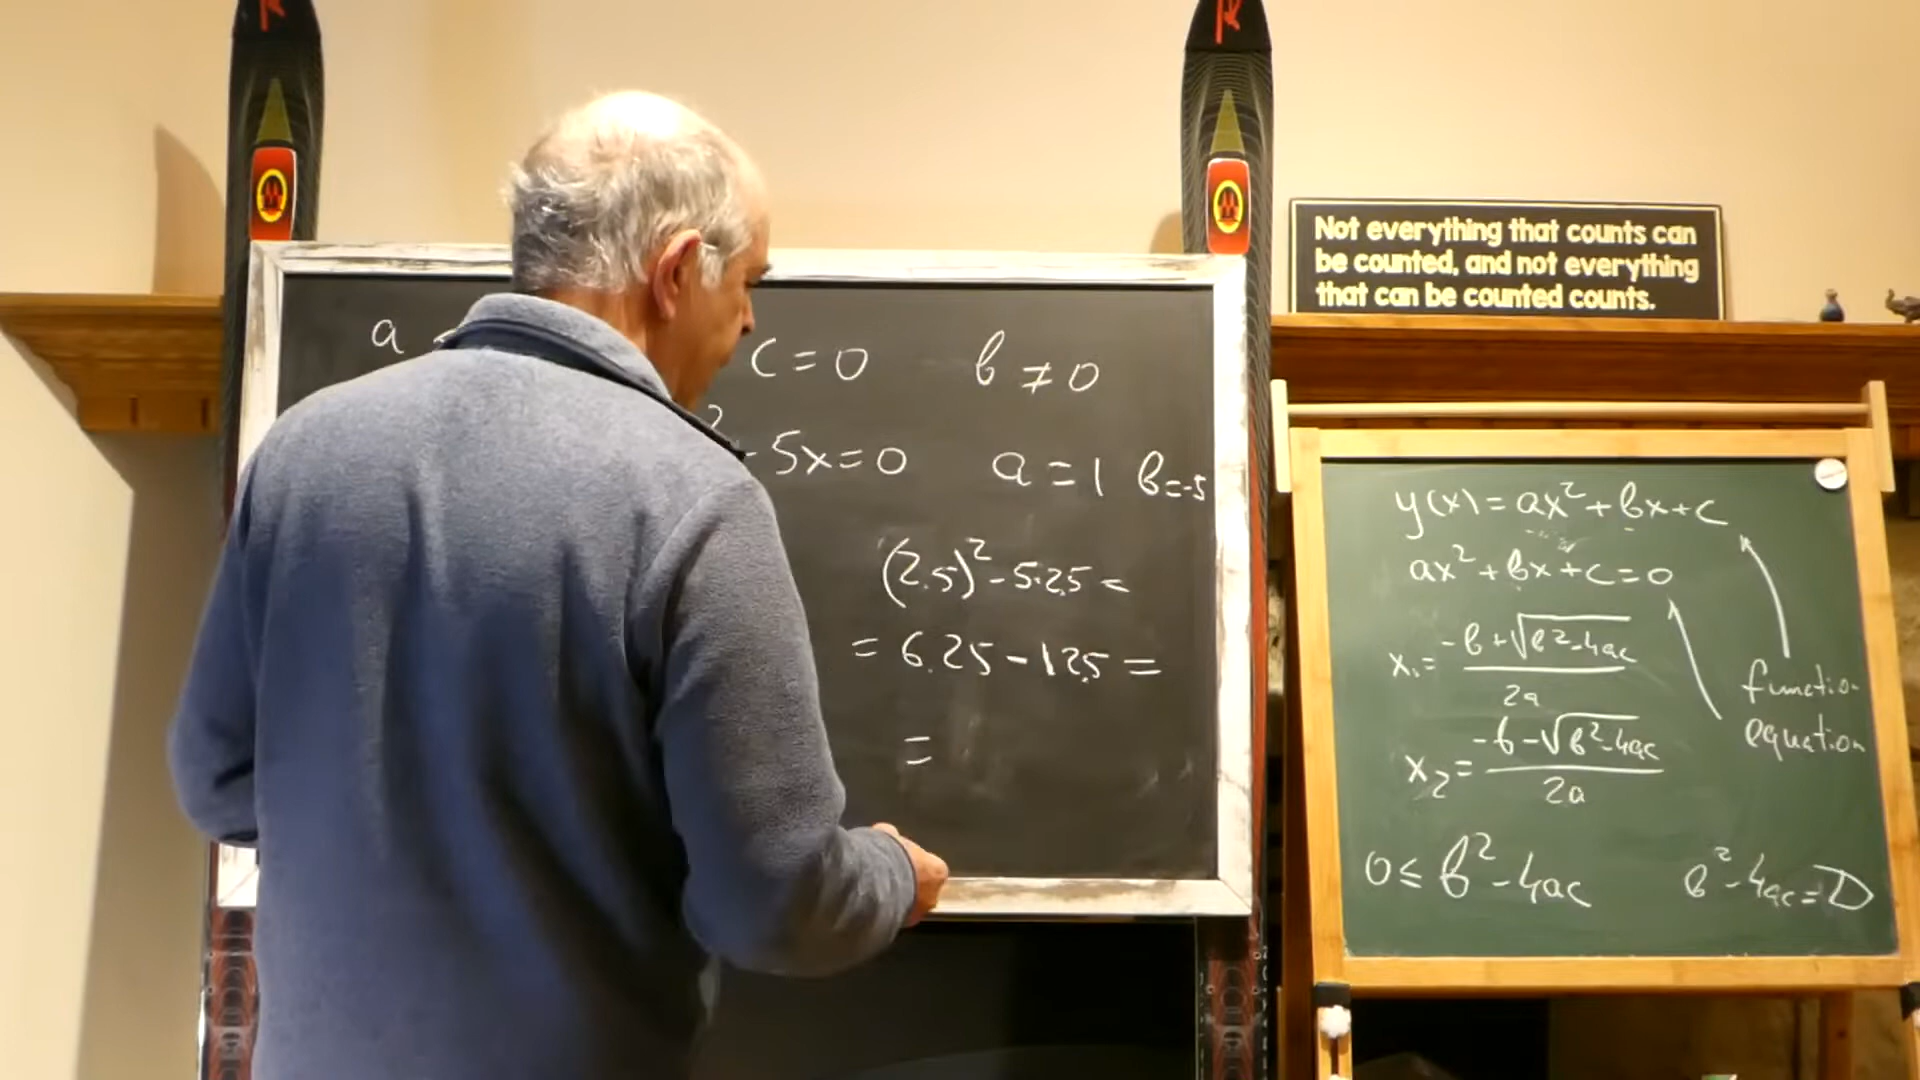 a
c = 0
b ≠ 0
² - 5x = 0
a = 1 b = -5
(2.5)² - 5·2.5 =
= 6.25 - 12.5 =
=
Not everything that counts can
be counted, and not everything
that can be counted counts.
y(x) = ax² + bx + c
ax² + bx + c = 0
x₁ = (-b + √(b² - 4ac)) / 2a
x₂ = (-b - √(b² - 4ac)) / 2a
function
equation
0 ≤ b² - 4ac
b² - 4ac = D